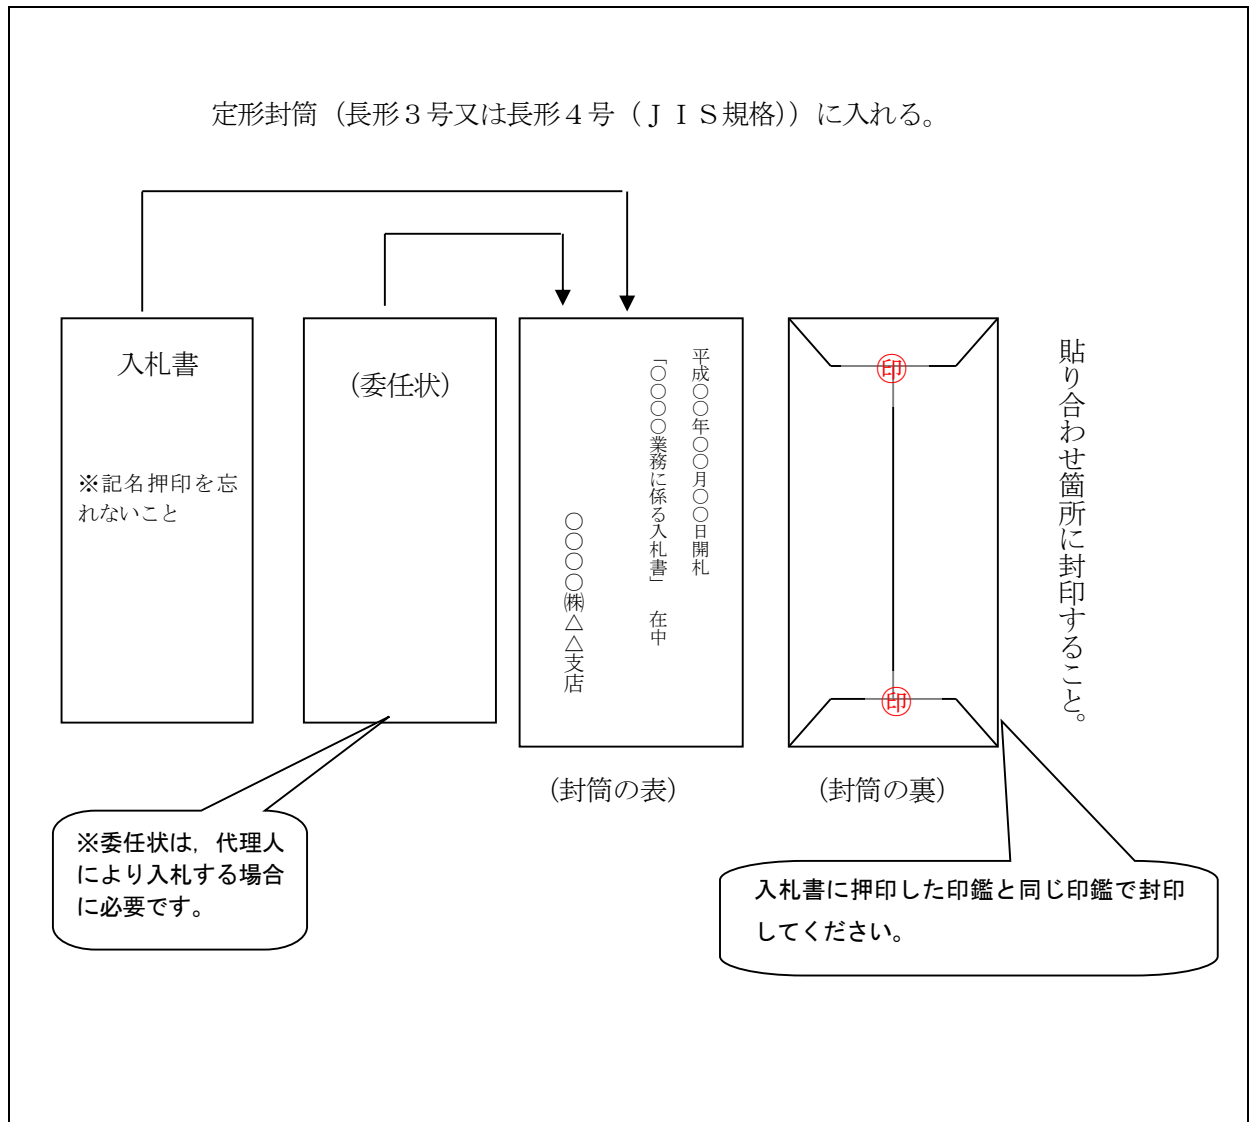 定形封筒（長形３号又は長形４号（ＪＩＳ規格））に入れる。
入札書
※記名押印を忘
れないこと
（委任状）
平成〇〇年〇〇月〇〇日開札
「〇〇〇〇業務に係る入札書」　在中
〇〇〇〇㈱△△支店
㊞
㊞
貼り合わせ箇所に封印すること。
（封筒の表）
（封筒の裏）
※委任状は，代理人
により入札する場合
に必要です。
入札書に押印した印鑑と同じ印鑑で封印
してください。